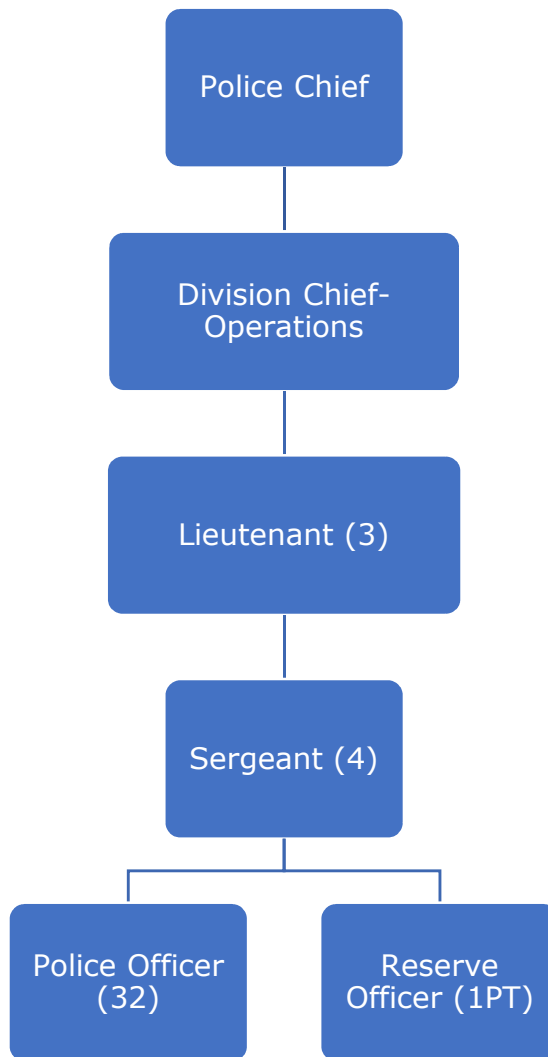 Police Chief
Division Chief-
Operations
Lieutenant (3)
Sergeant (4)
Police Officer
(32)
Reserve
Officer (1PT)